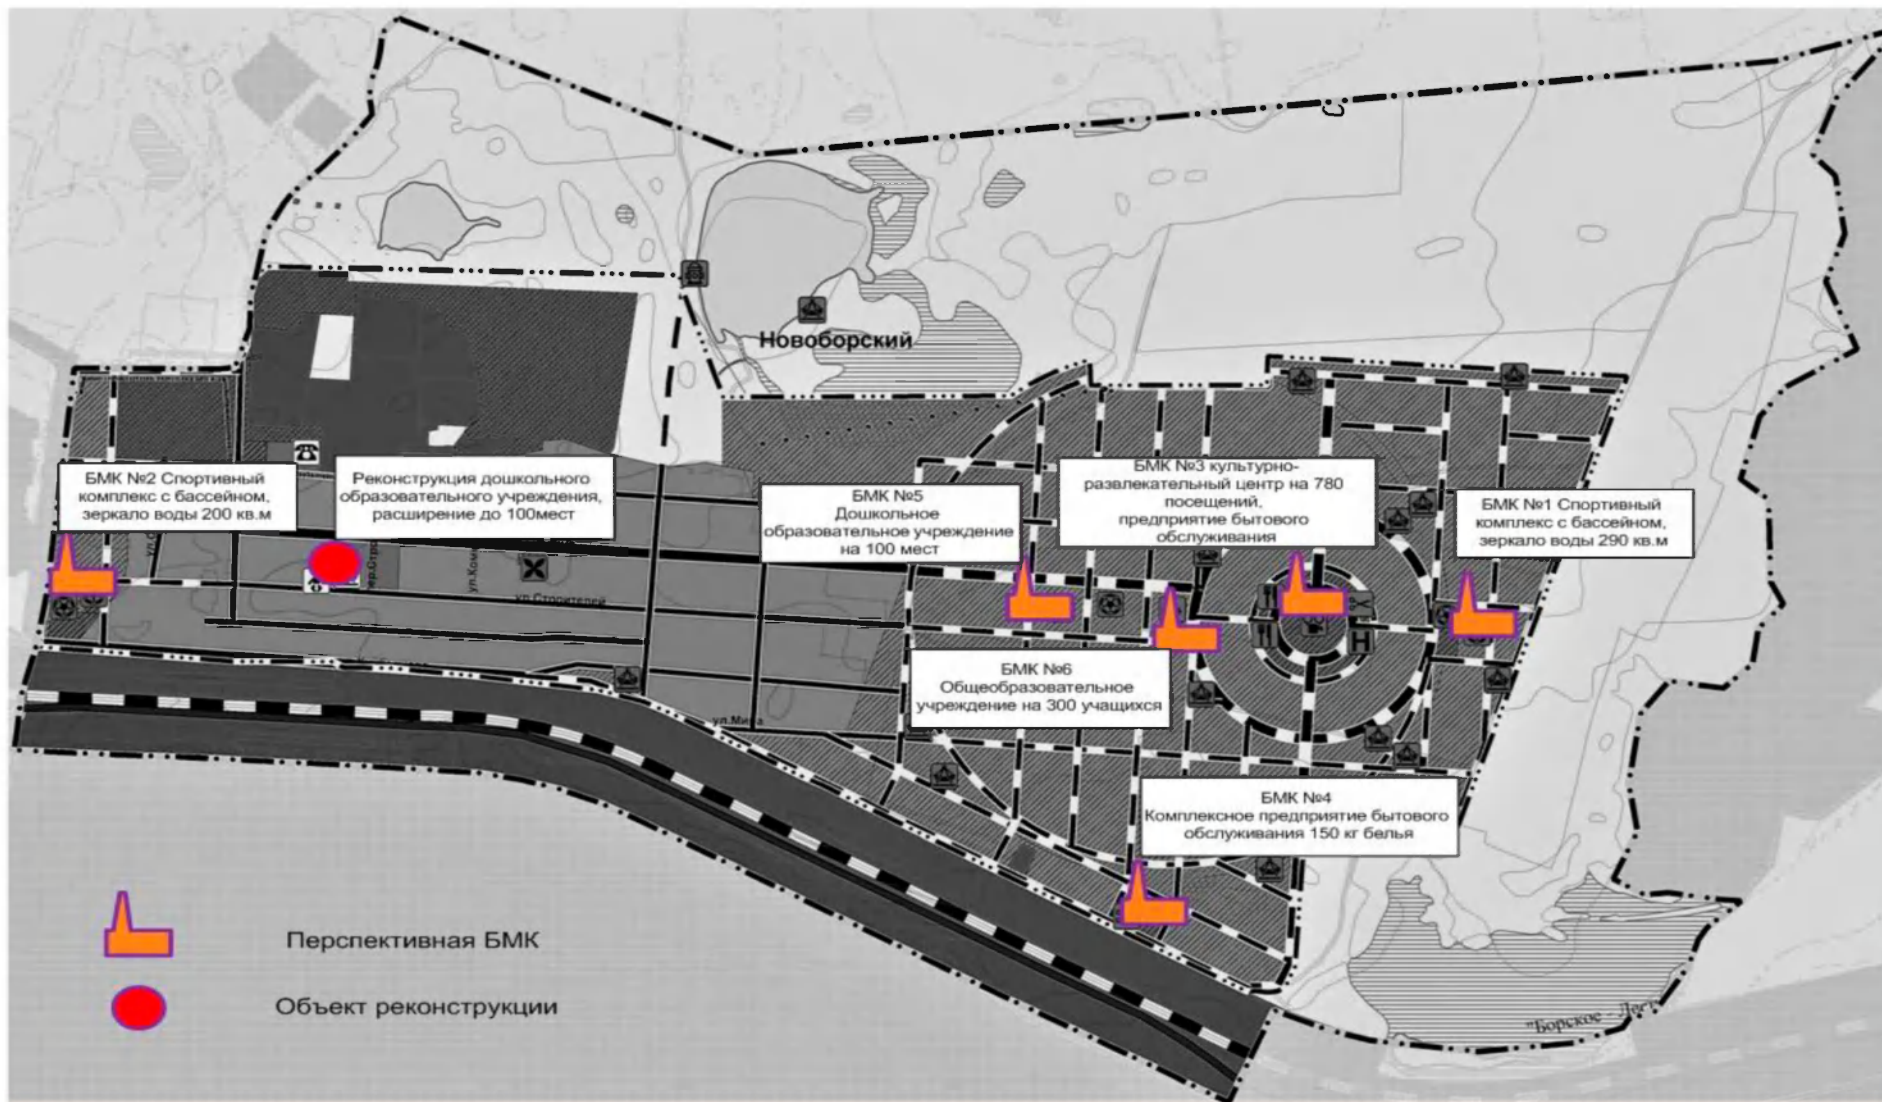 Новоборский
БМК №2 Спортивный
комплекс с бассейном,
зеркало воды 200 кв.м
Реконструкция дошкольного
образовательного учреждения,
расширение до 100мест
БМК №5
Дошкольное
образовательное учреждение
на 100 мест
БМК №3 культурно-
развлекательный центр на 780
посещений,
предприятие бытового
обслуживания
БМК №1 Спортивный
комплекс с бассейном,
зеркало воды 290 кв.м
ул.Строителей
H
БМК №6
Общеобразовательное
учреждение на 300 учащихся
ул.Мира
БМК №4
Комплексное предприятие бытового
обслуживания 150 кг белья
Перспективная БМК
Объект реконструкции
"Борское -